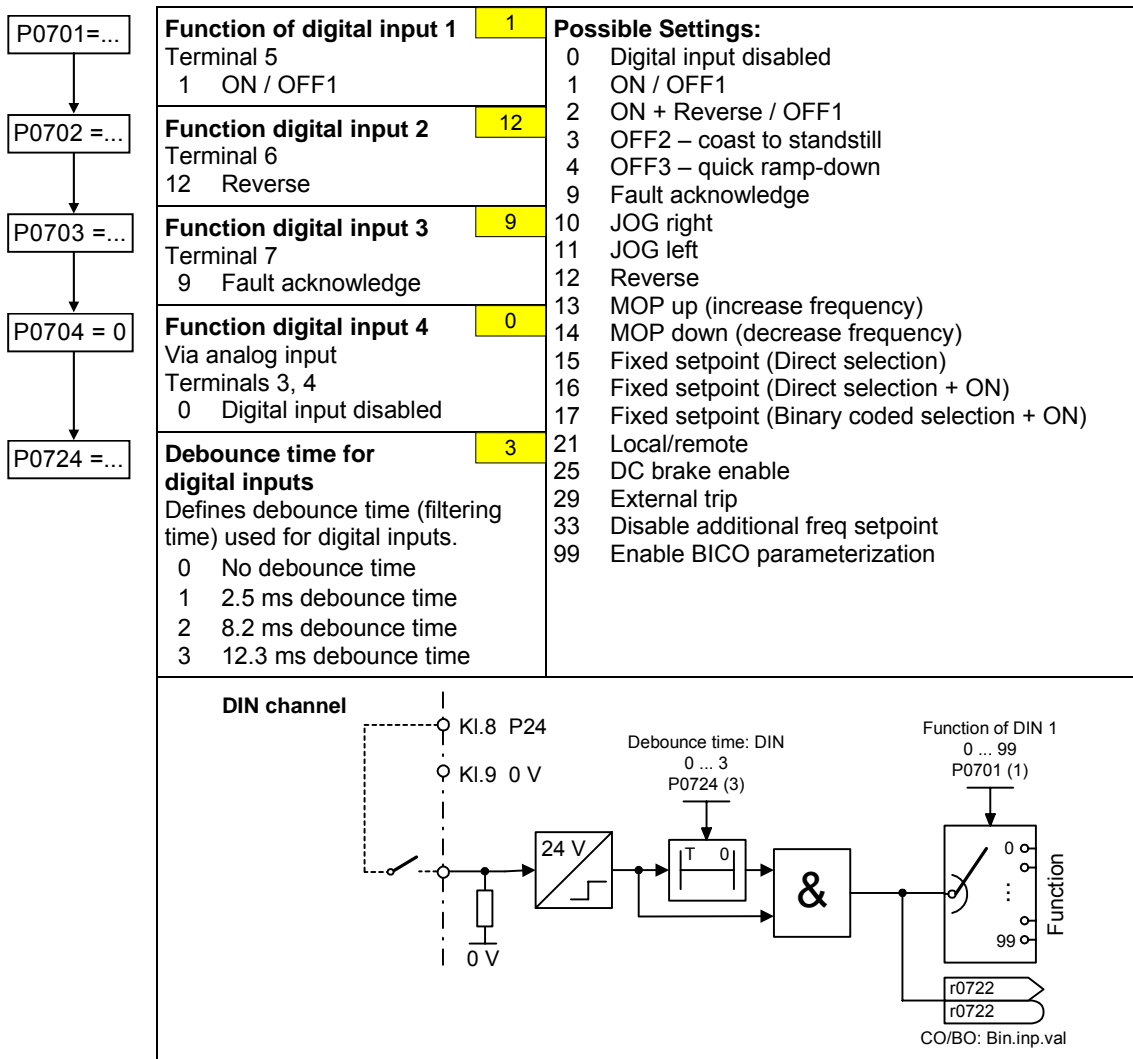 P0701=...
P0702 =...
P0703 =...
P0704 = 0
P0724 =...
Function of digital input 1
1
Terminal 5
1 ON / OFF1
Function digital input 2
12
Terminal 6
12 Reverse
Function digital input 3
9
Terminal 7
9 Fault acknowledge
Function digital input 4
0
Via analog input
Terminals 3, 4
0 Digital input disabled
Debounce time for
3
digital inputs
Defines debounce time (filtering
time) used for digital inputs.
0 No debounce time
1 2.5 ms debounce time
2 8.2 ms debounce time
3 12.3 ms debounce time
Possible Settings:
0 Digital input disabled
1 ON / OFF1
2 ON + Reverse / OFF1
3 OFF2 – coast to standstill
4 OFF3 – quick ramp-down
9 Fault acknowledge
10 JOG right
11 JOG left
12 Reverse
13 MOP up (increase frequency)
14 MOP down (decrease frequency)
15 Fixed setpoint (Direct selection)
16 Fixed setpoint (Direct selection + ON)
17 Fixed setpoint (Binary coded selection + ON)
21 Local/remote
25 DC brake enable
29 External trip
33 Disable additional freq setpoint
99 Enable BICO parameterization
DIN channel
Kl.8 P24
Kl.9 0 V
0 V
24 V
Debounce time: DIN
0 ... 3
P0724 (3)
T 0
&
Function of DIN 1
0 ... 99
P0701 (1)
0
...
99
Function
r0722
r0722
CO/BO: Bin.inp.val